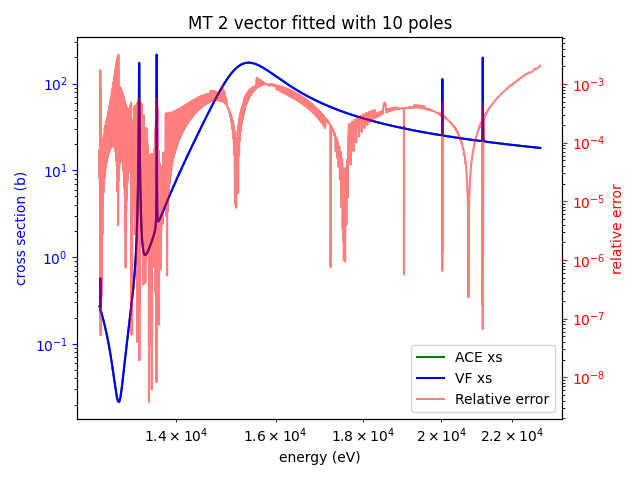 MT 2 vector fitted with 10 poles
cross section (b)
10²
10¹
10⁰
10⁻¹
10⁻³
10⁻⁴
10⁻⁵
10⁻⁶
10⁻⁷
10⁻⁸
relative error
ACE xs
VF xs
Relative error
1.4 × 10⁴ 1.6 × 10⁴ 1.8 × 10⁴ 2 × 10⁴ 2.2 × 10⁴
energy (eV)